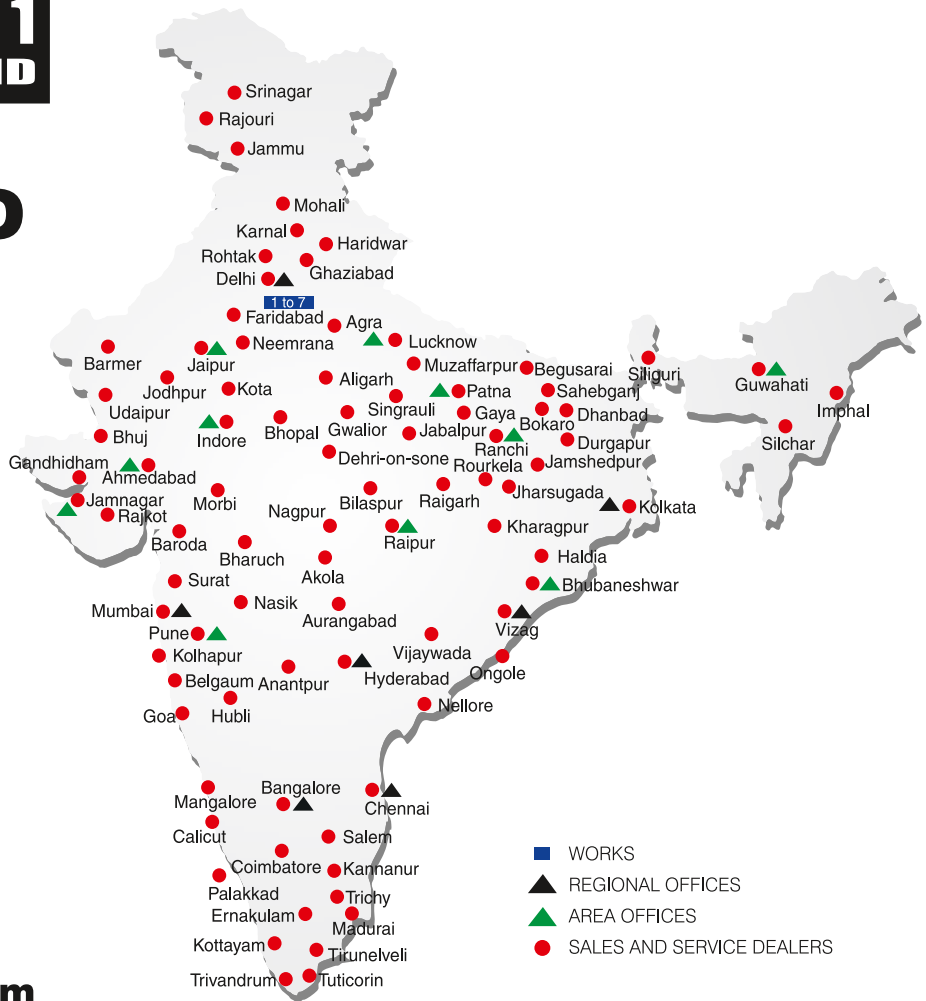 1
ID
Srinagar
Rajouri
Jammu
Mohali
Karnal
Haridwar
Rohtak
Ghaziabad
Delhi
1 to 7
Faridabad
Agra
Neemrana
Lucknow
Barmer
Jaipur
Muzaffarpur
Begusarai
Siliguri
Guwahati
Jodhpur
Kota
Aligarh
Patna
Sahebganj
Imphal
Udaipur
Singrauli
Gaya
Bokaro
Dhanbad
Bhuj
Indore
Bhopal
Gwalior
Jabalpur
Ranchi
Durgapur
Silchar
Gandhidham
Ahmedabad
Dehri-on-sone
Rourkela
Jamshedpur
Jamnagar
Rajkot
Morbi
Bilaspur
Raigarh
Jharsugada
Kolkata
Nagpur
Raipur
Kharagpur
Baroda
Bharuch
Akola
Haldia
Surat
Bhubaneshwar
Mumbai
Nasik
Aurangabad
Vizag
Pune
Vijaywada
Kolhapur
Ongole
Belgaum
Anantpur
Hyderabad
Goa
Hubli
Nellore
Mangalore
Bangalore
Chennai
Calicut
Salem
Coimbatore
Kannanur
Palakkad
Trichy
Ernakulam
Madurai
Kottayam
Tirunelveli
Trivandrum
Tuticorin
WORKS
REGIONAL OFFICES
AREA OFFICES
SALES AND SERVICE DEALERS
m